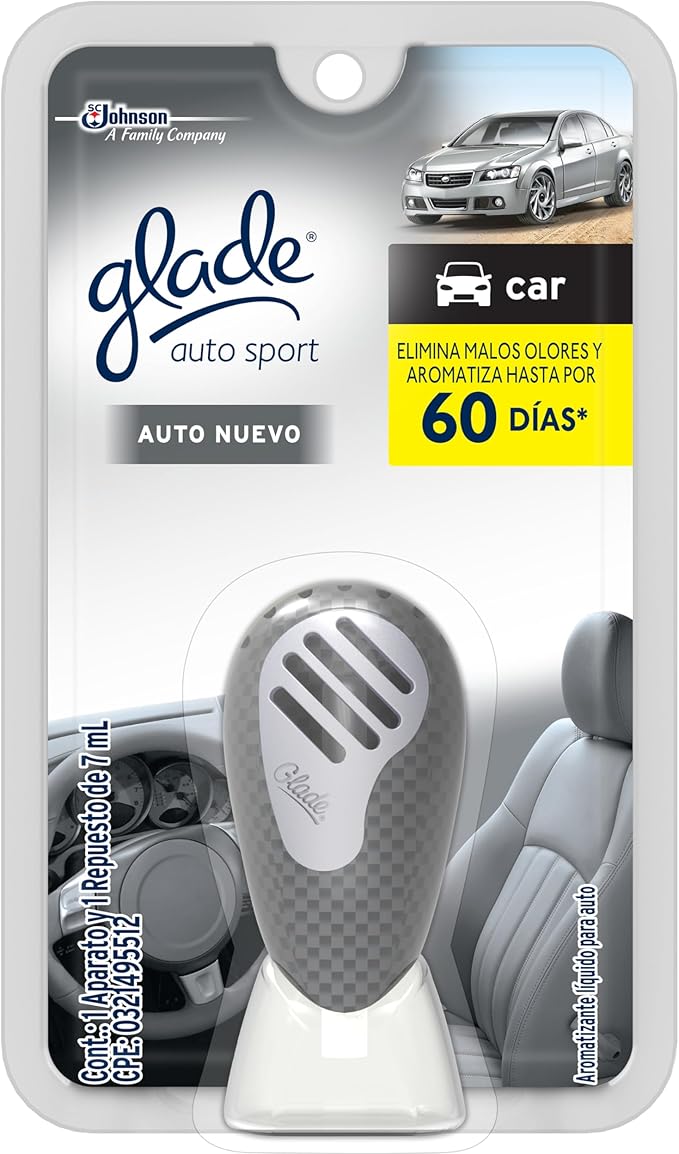 SC Johnson
A Family Company
glade®
auto sport
AUTO NUEVO
car
ELIMINA MALOS OLORES Y
AROMATIZA HASTA POR
60 DÍAS*
Glade®
Cont.: 1 Aparato y 1 Repuesto de 7 mL
CPE: 0321495512
Aromatizante líquido para auto